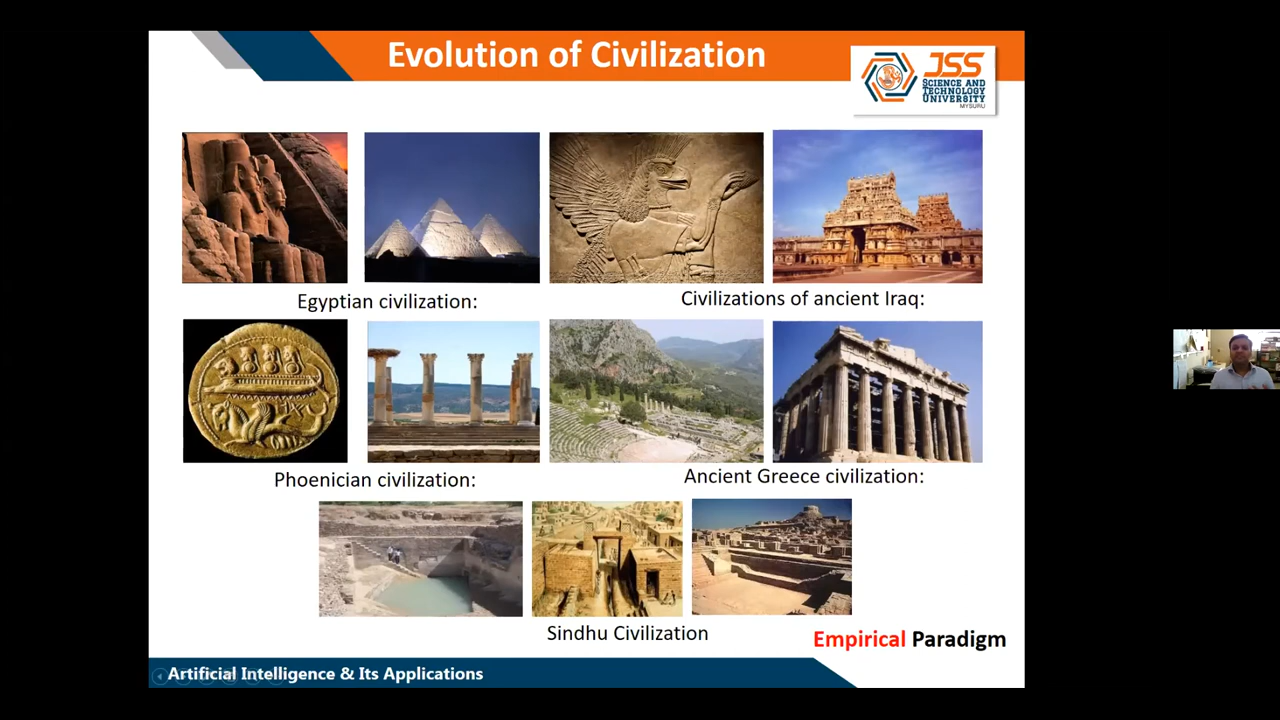 Evolution of Civilization
JSS
SCIENCE AND
TECHNOLOGY
UNIVERSITY
MYSURU
Egyptian civilization:
Civilizations of ancient Iraq:
Phoenician civilization:
Ancient Greece civilization:
Sindhu Civilization
Empirical Paradigm
Artificial Intelligence & Its Applications